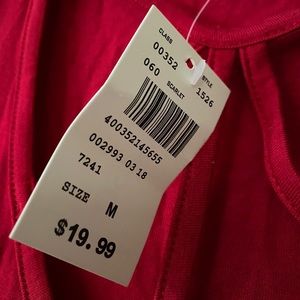 CLASS STYLE
00352 1526
060 SCARLET
400352145655
002993 03 18
7241
SIZE M
$19.99